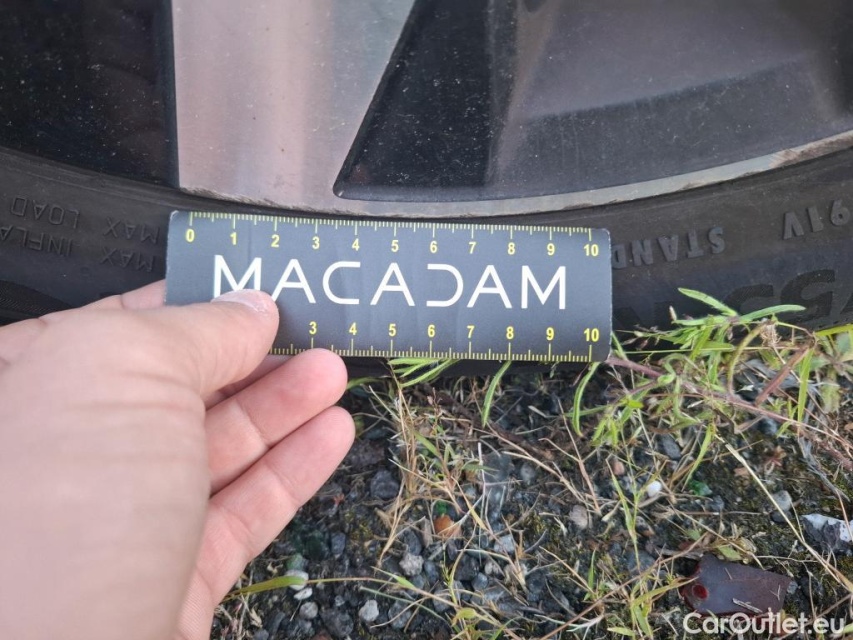 MAX LOAD
MAX INFLA
91V
STAND
0 1 2 3 4 5 6 7 8 9 10
MACADAM
3 4 5 6 7 8 9 10
CarOutlet.eu